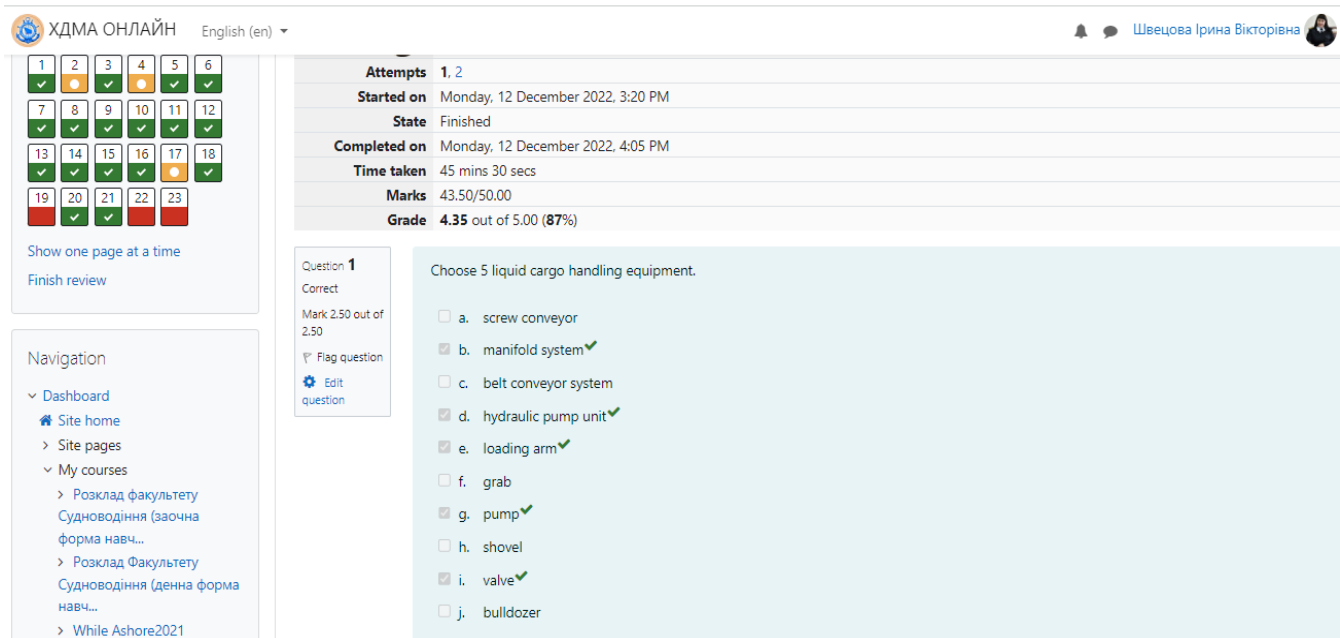 ХДМА ОНЛАЙН English (en) Швецова Ірина Вікторівна
1 2 3 4 5 6
7 8 9 10 11 12
13 14 15 16 17 18
19 20 21 22 23
Show one page at a time
Finish review
Navigation
Dashboard
Site home
Site pages
My courses
Розклад факультету
Судноводіння (заочна
форма навч...
Розклад Факультету
Судноводіння (денна форма
навч...
While Ashore2021
Attempts 1, 2
Started on Monday, 12 December 2022, 3:20 PM
State Finished
Completed on Monday, 12 December 2022, 4:05 PM
Time taken 45 mins 30 secs
Marks 43.50/50.00
Grade 4.35 out of 5.00 (87%)
Question 1
Correct
Mark 2.50 out of
2.50
Flag question
Edit
question
Choose 5 liquid cargo handling equipment.
a. screw conveyor
b. manifold system
c. belt conveyor system
d. hydraulic pump unit
e. loading arm
f. grab
g. pump
h. shovel
i. valve
j. bulldozer